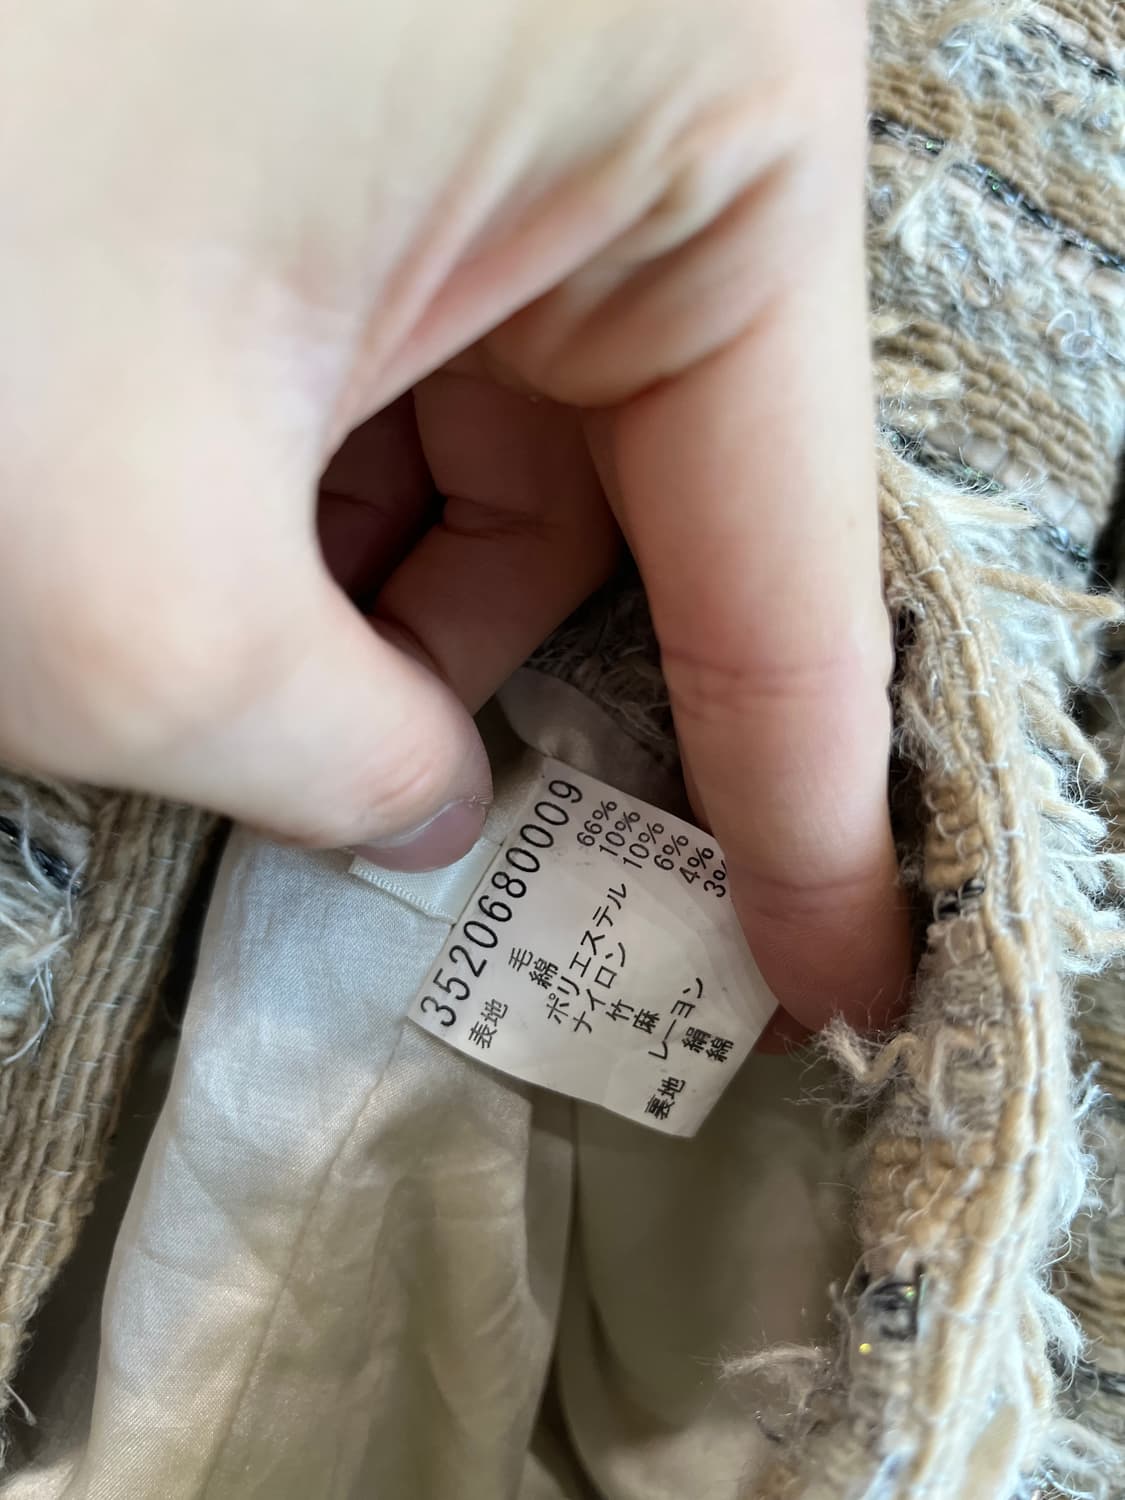 3520680009
表地 毛 66%
綿 10%
ポリエステル 10%
ナイロン 6%
竹 4%
麻 3%
レーヨン
裏地 絹
綿